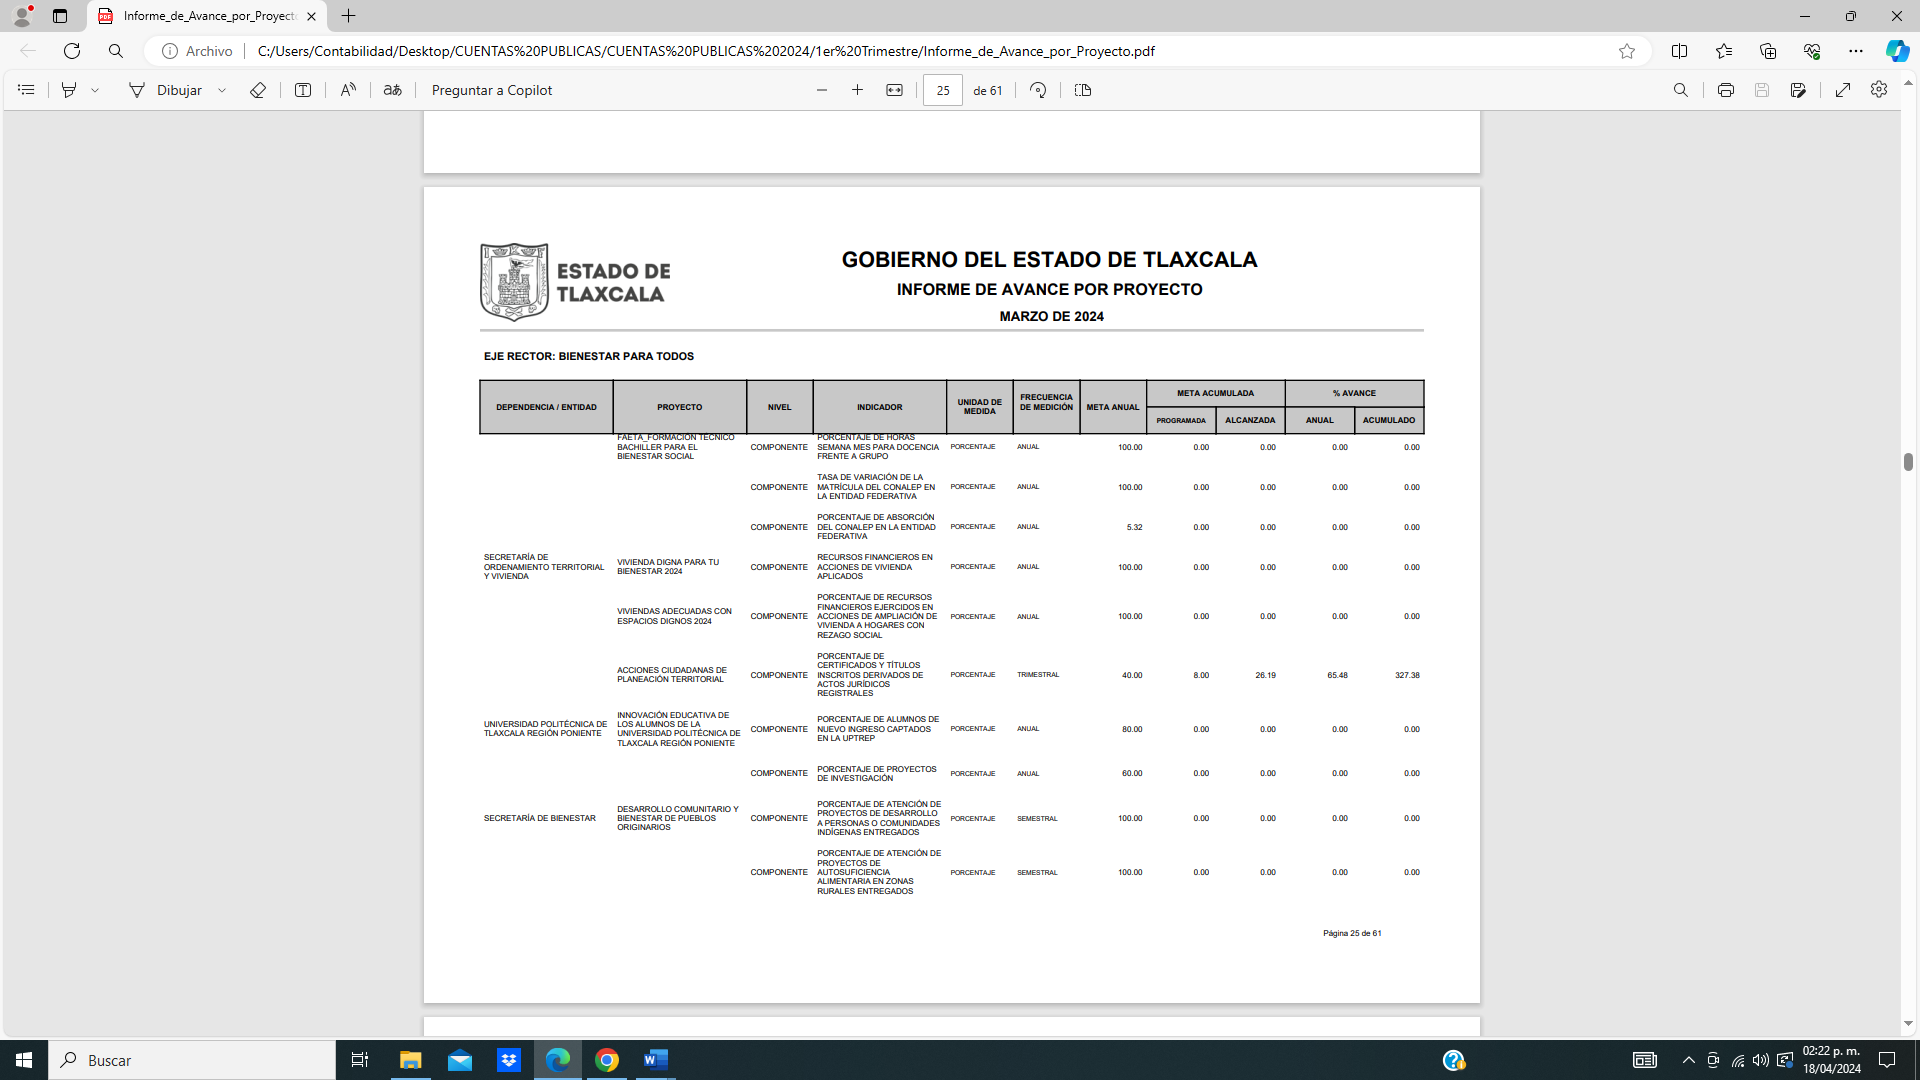 Informe_de_Avance_por_Proyect
Archivo
C:/Users/Contabilidad/Desktop/CUENTAS%20PUBLICAS/CUENTAS%20PUBLICAS%202024/1er%20Trimestre/Informe_de_Avance_por_Proyecto.pdf
Dibujar
aあ
Preguntar a Copilot
25 de 61
ESTADO DE
TLAXCALA
GOBIERNO DEL ESTADO DE TLAXCALA
INFORME DE AVANCE POR PROYECTO
MARZO DE 2024
EJE RECTOR: BIENESTAR PARA TODOS
DEPENDENCIA / ENTIDAD
PROYECTO
NIVEL
INDICADOR
UNIDAD DE
MEDIDA
FRECUENCIA
DE MEDICIÓN
META ANUAL
META ACUMULADA
PROGRAMADA
ALCANZADA
% AVANCE
ANUAL
ACUMULADO
FAETA_FORMACIÓN TÉCNICO
BACHILLER PARA EL
BIENESTAR SOCIAL
COMPONENTE
PORCENTAJE DE HORAS
SEMANA MES PARA DOCENCIA
FRENTE A GRUPO
PORCENTAJE ANUAL 100.00 0.00 0.00 0.00 0.00
COMPONENTE
TASA DE VARIACIÓN DE LA
MATRÍCULA DEL CONALEP EN
LA ENTIDAD FEDERATIVA
PORCENTAJE ANUAL 100.00 0.00 0.00 0.00 0.00
COMPONENTE
PORCENTAJE DE ABSORCIÓN
DEL CONALEP EN LA ENTIDAD
FEDERATIVA
PORCENTAJE ANUAL 5.32 0.00 0.00 0.00 0.00
SECRETARÍA DE
ORDENAMIENTO TERRITORIAL
Y VIVIENDA
VIVIENDA DIGNA PARA TU
BIENESTAR 2024
COMPONENTE
RECURSOS FINANCIEROS EN
ACCIONES DE VIVIENDA
APLICADOS
PORCENTAJE ANUAL 100.00 0.00 0.00 0.00 0.00
VIVIENDAS ADECUADAS CON
ESPACIOS DIGNOS 2024
COMPONENTE
PORCENTAJE DE RECURSOS
FINANCIEROS EJERCIDOS EN
ACCIONES DE AMPLIACIÓN DE
VIVIENDA A HOGARES CON
REZAGO SOCIAL
PORCENTAJE ANUAL 100.00 0.00 0.00 0.00 0.00
ACCIONES CIUDADANAS DE
PLANEACIÓN TERRITORIAL
COMPONENTE
PORCENTAJE DE
CERTIFICADOS Y TÍTULOS
INSCRITOS DERIVADOS DE
ACTOS JURÍDICOS
REGISTRALES
PORCENTAJE TRIMESTRAL 40.00 8.00 26.19 65.48 327.38
UNIVERSIDAD POLITÉCNICA DE
TLAXCALA REGIÓN PONIENTE
INNOVACIÓN EDUCATIVA DE
LOS ALUMNOS DE LA
UNIVERSIDAD POLITÉCNICA DE
TLAXCALA REGIÓN PONIENTE
COMPONENTE
PORCENTAJE DE ALUMNOS DE
NUEVO INGRESO CAPTADOS
EN LA UPTREP
PORCENTAJE ANUAL 80.00 0.00 0.00 0.00 0.00
COMPONENTE
PORCENTAJE DE PROYECTOS
DE INVESTIGACIÓN
PORCENTAJE ANUAL 60.00 0.00 0.00 0.00 0.00
SECRETARÍA DE BIENESTAR
DESARROLLO COMUNITARIO Y
BIENESTAR DE PUEBLOS
ORIGINARIOS
COMPONENTE
PORCENTAJE DE ATENCIÓN DE
PROYECTOS DE DESARROLLO
A PERSONAS O COMUNIDADES
INDÍGENAS ENTREGADOS
PORCENTAJE SEMESTRAL 100.00 0.00 0.00 0.00 0.00
COMPONENTE
PORCENTAJE DE ATENCIÓN DE
PROYECTOS DE
AUTOSUFICIENCIA
ALIMENTARIA EN ZONAS
RURALES ENTREGADOS
PORCENTAJE SEMESTRAL 100.00 0.00 0.00 0.00 0.00
Página 25 de 61
Buscar
02:22 p. m.
18/04/2024